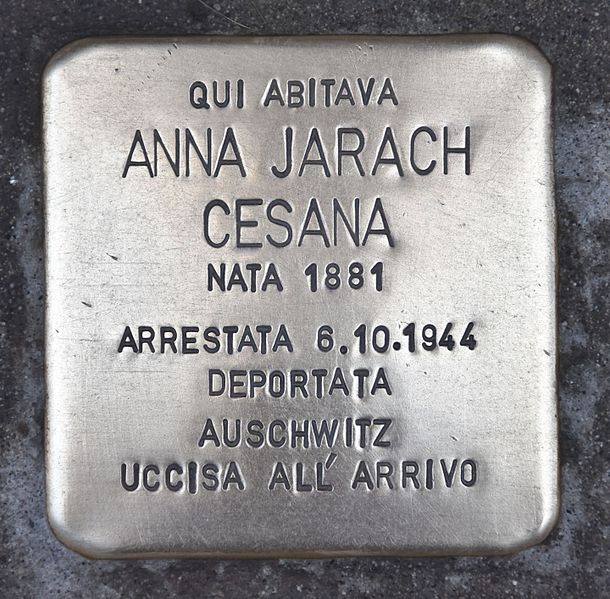 QUI ABITAVA
ANNA JARACH
CESANA
NATA 1881
ARRESTATA 6.10.1944
DEPORTATA
AUSCHWITZ
UCCISA ALL' ARRIVO